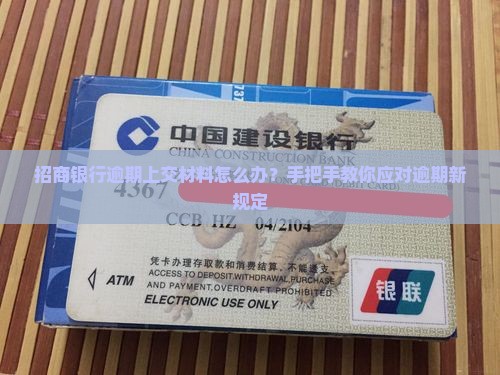 中国建设银行
CHINA CONSTRUCTION BANK
招商银行逾期上交材料怎么办？手把手教你应对逾期新
规定
4367
CCB HZ 04/2104
凭卡办理存取款和消费结算，不能透支。
ACCESS TO DEPOSIT.WITHDRAWAL.PURCHASE
AND PAYMENT.OVERDRAFT PROHIBITED.
ATM
ELECTRONIC USE ONLY
银联